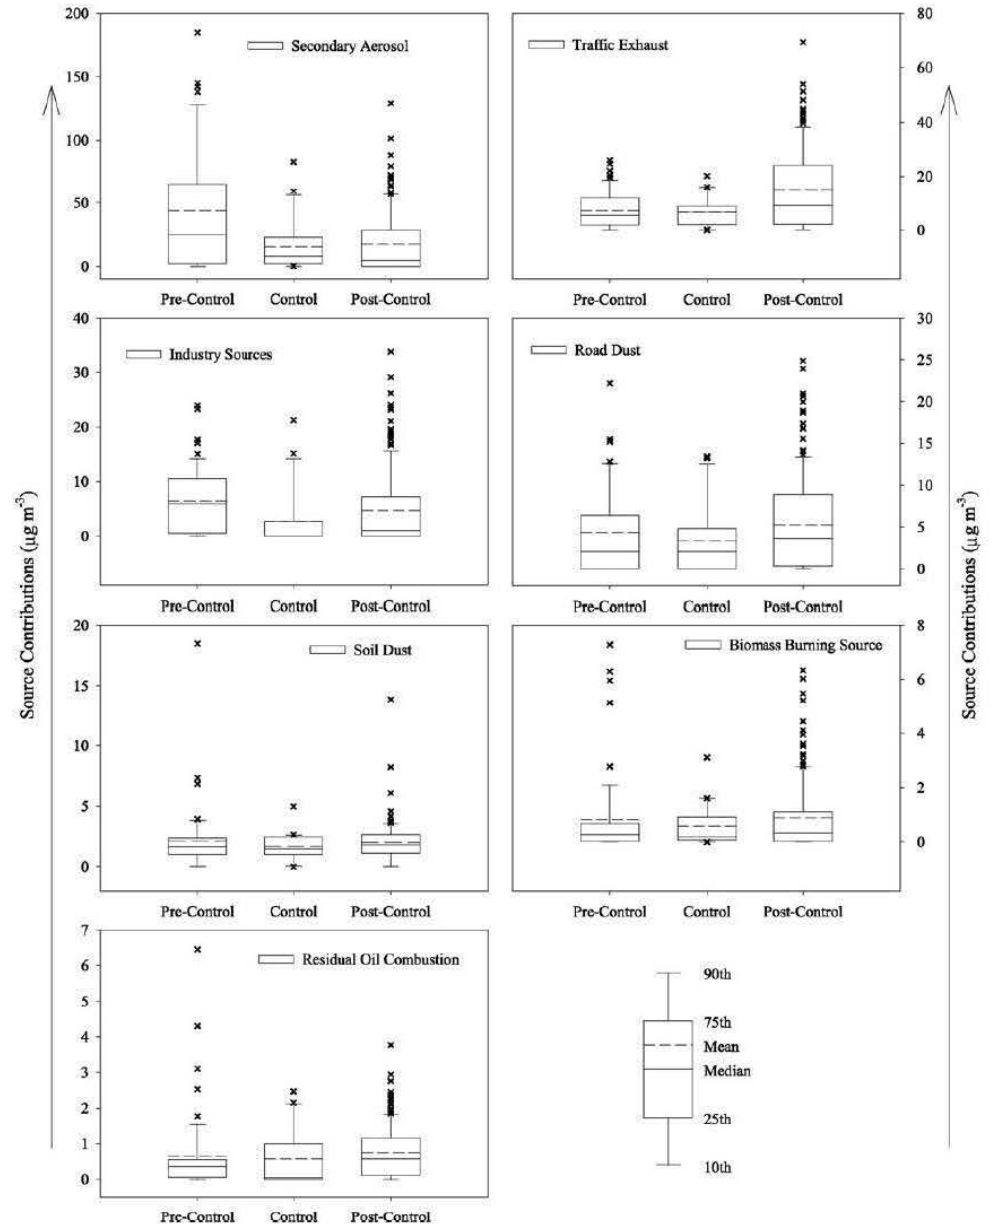 Source Contributions (μg m-3)
Secondary Aerosol
200
150
100
50
0
Pre-Control Control Post-Control
Traffic Exhaust
80
60
40
20
0
Pre-Control Control Post-Control
Industry Sources
40
30
20
10
0
Pre-Control Control Post-Control
Road Dust
30
25
20
15
10
5
0
Pre-Control Control Post-Control
Soil Dust
20
15
10
5
0
Pre-Control Control Post-Control
Biomass Burning Source
8
6
4
2
0
Pre-Control Control Post-Control
Residual Oil Combustion
7
6
5
4
3
2
1
0
Pre-Control Control Post-Control
90th
75th
Mean
Median
25th
10th
Source Contributions (μg m-3)